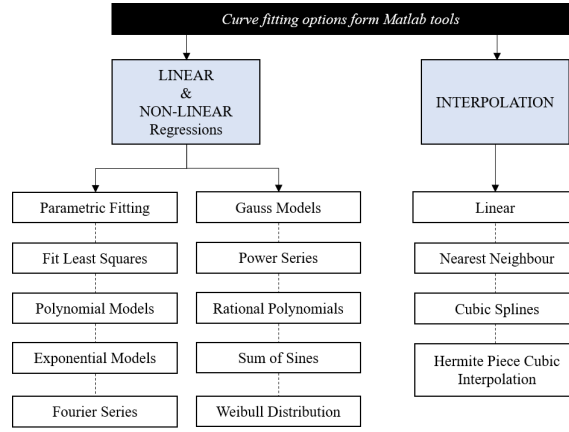 Curve fitting options form Matlab tools
LINEAR
&
NON-LINEAR
Regressions
INTERPOLATION
Parametric Fitting
Fit Least Squares
Polynomial Models
Exponential Models
Fourier Series
Gauss Models
Power Series
Rational Polynomials
Sum of Sines
Weibull Distribution
Linear
Nearest Neighbour
Cubic Splines
Hermite Piece Cubic
Interpolation